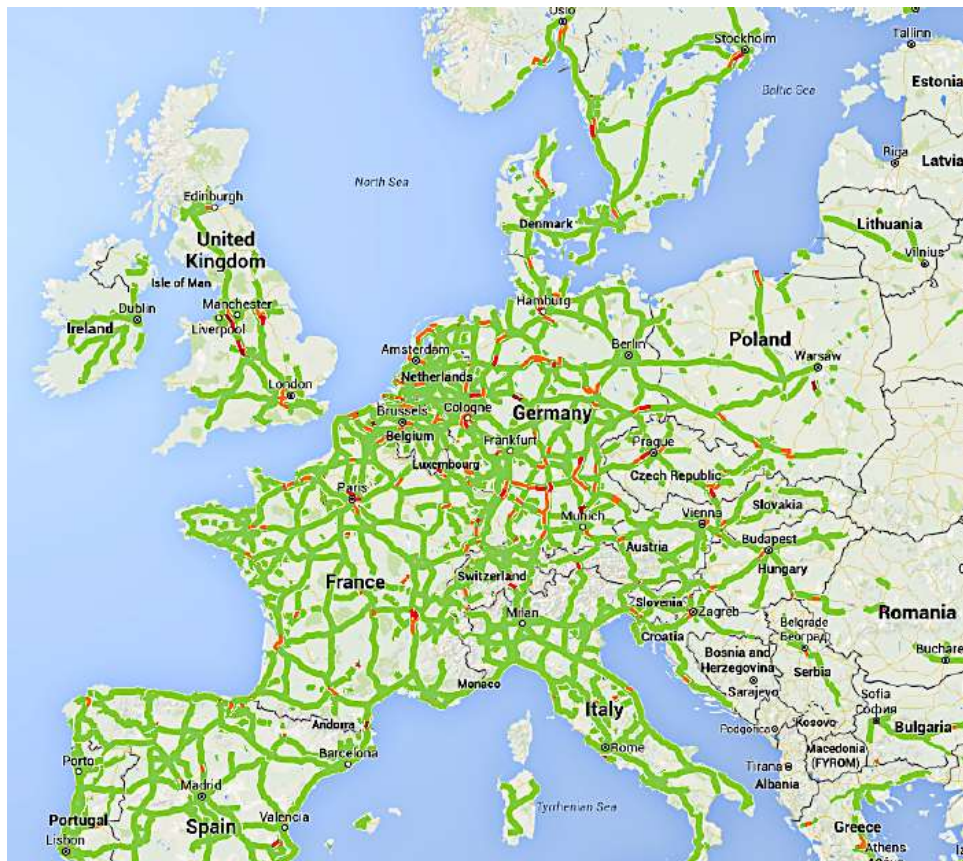 Oslo
Stockholm
Tallinn
Baltic Sea
Estonia
Riga
Latvia
North Sea
Edinburgh
Denmark
Lithuania
Vilnius
United
Kingdom
Isle of Man
Dublin
Manchester
Ireland
Liverpool
Hamburg
Poland
Amsterdam
Berlin
Warsaw
Netherlands
London
Brussels
Cologne
Germany
Belgium
Frankfurt
Prague
Luxembourg
Czech Republic
Paris
Munich
Vienna
Slovakia
Austria
Budapest
Hungary
France
Switzerland
Slovenia
Zagreb
Romania
Milan
Croatia
Belgrade
Београд
Bosnia and
Herzegovina
Serbia
Buchare
Monaco
Sarajevo
Sofia
София
Italy
Andorra
Kosovo
Bulgaria
Podgorica
Porto
Barcelona
Rome
Macedonia
(FYROM)
Tirana
Albania
Madrid
Tyrrhenian Sea
Portugal
Spain
Valencia
Greece
Lisbon
Athens